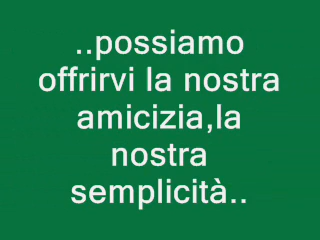 ..possiamo
offrirvi la nostra
amicizia,la
nostra
semplicità..